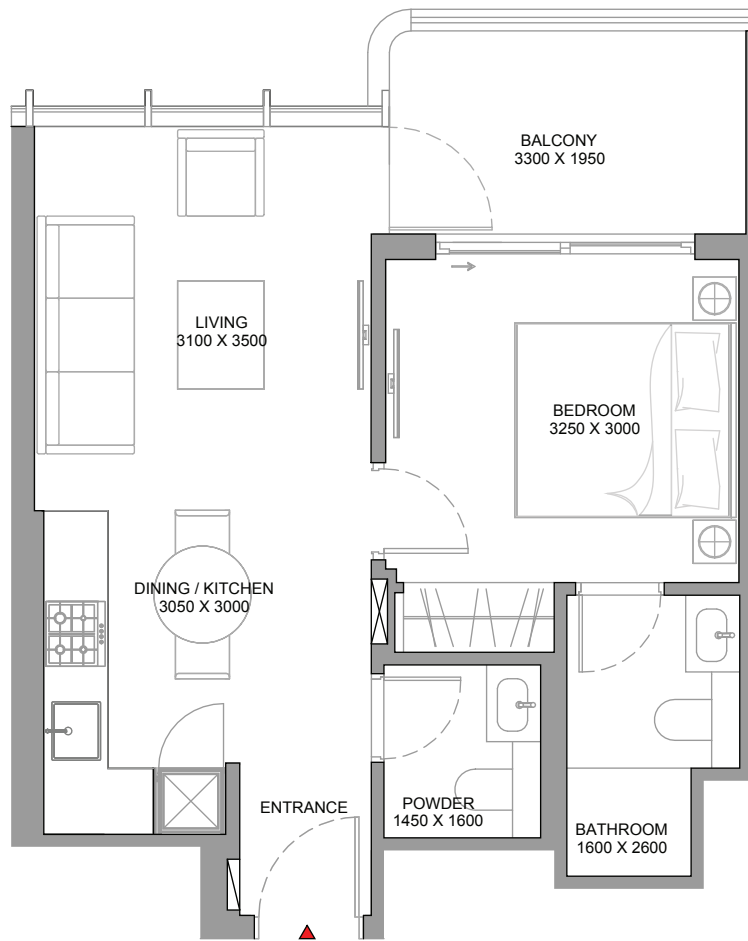 BALCONY
3300 X 1950
LIVING
3100 X 3500
BEDROOM
3250 X 3000
DINING / KITCHEN
3050 X 3000
ENTRANCE
POWDER
1450 X 1600
BATHROOM
1600 X 2600